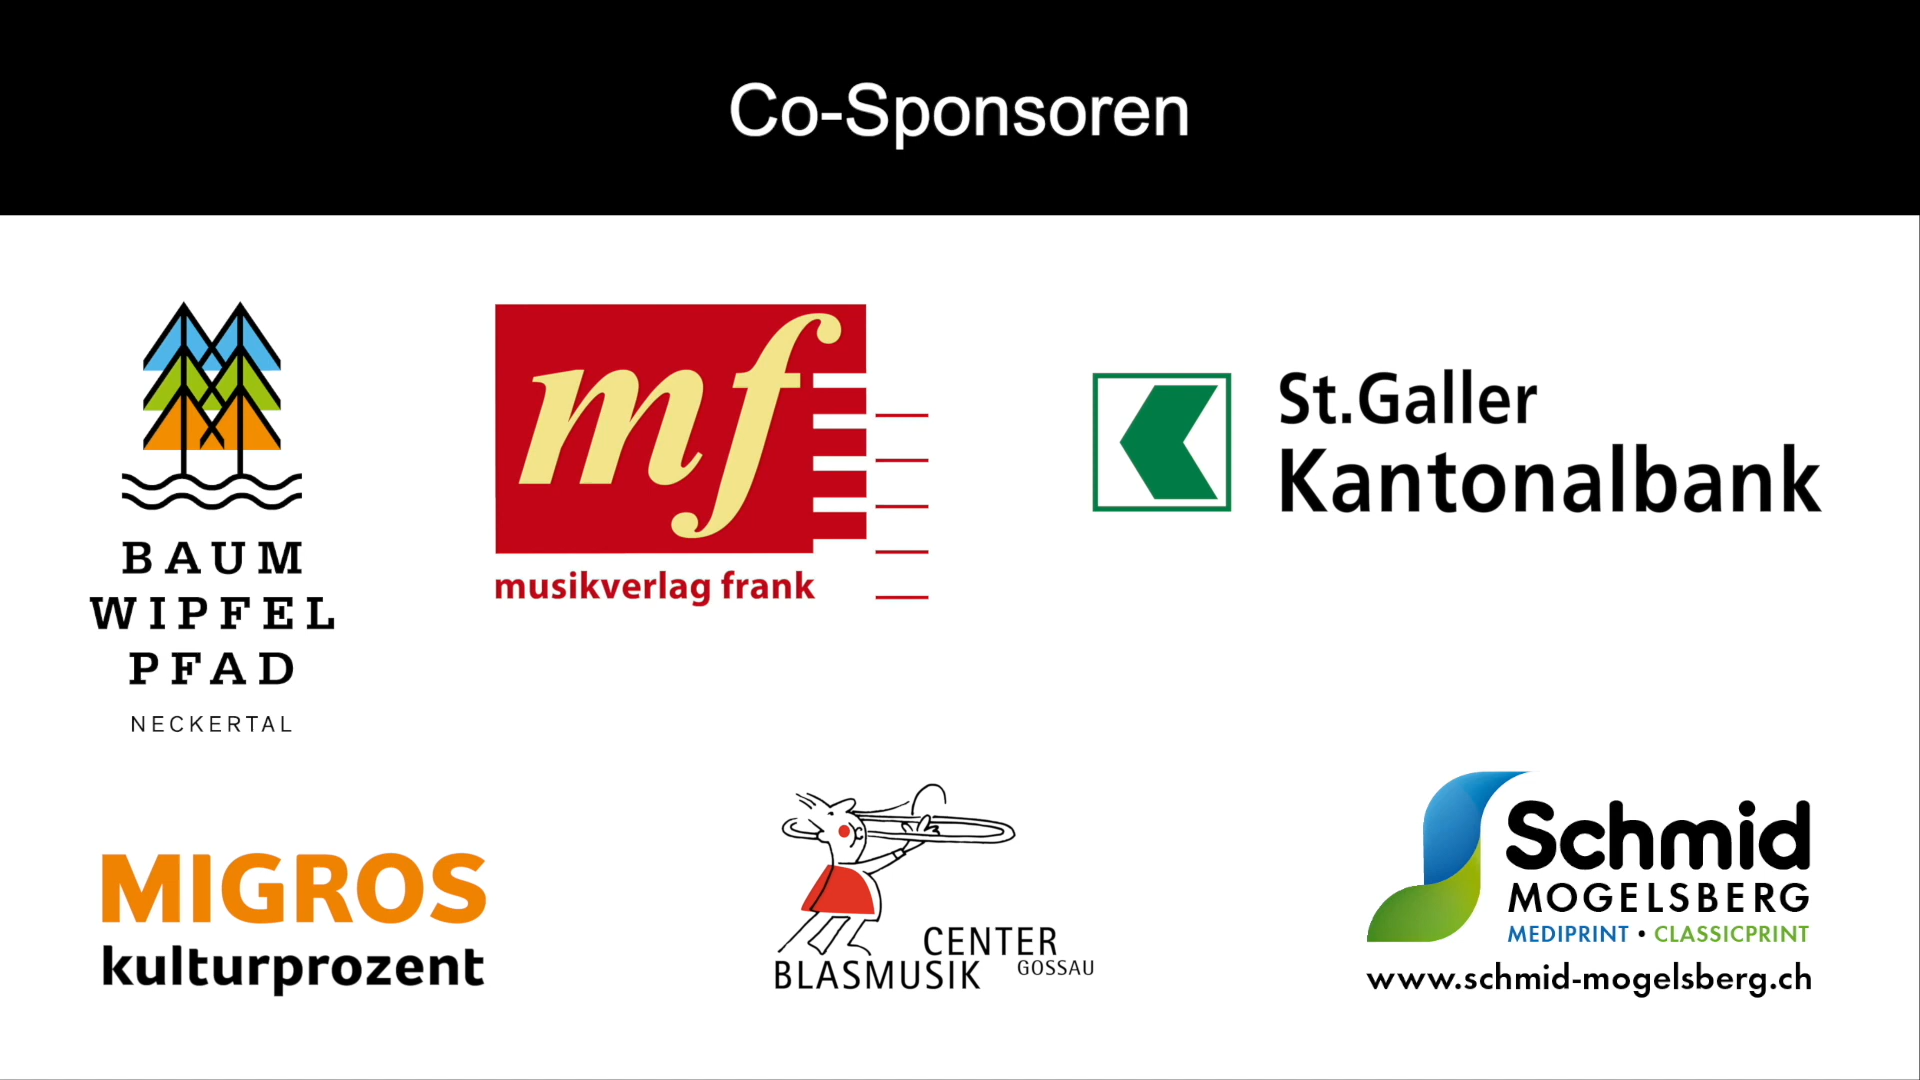 Co-Sponsoren
BAUM
WIPFEL
PFAD
NECKERTAL
mf
musikverlag frank
St.Galler
Kantonalbank
MIGROS
kulturprozent
CENTER
BLASMUSIK GOSSAU
Schmid
MOGELSBERG
MEDIPRINT • CLASSICPRINT
www.schmid-mogelsberg.ch